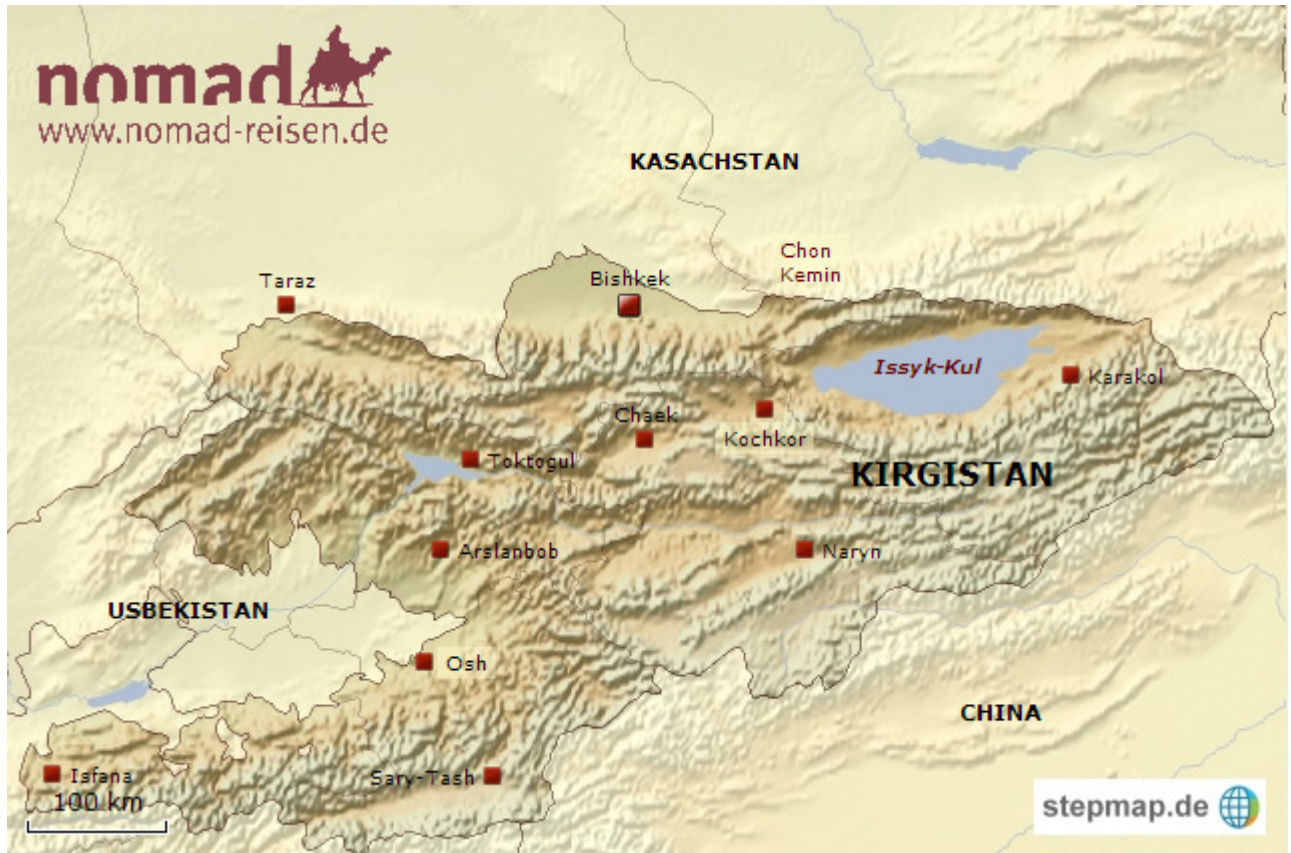 nomad
www.nomad-reisen.de
KASACHSTAN
Chon
Kemin
Taraz
Bishkek
Issyk-Kul
Karakol
Chaek
Kochkor
Toktogul
KIRGISTAN
Arslanbob
Naryn
USBEKISTAN
Osh
CHINA
Isfana
Sary-Tash
100 km
stepmap.de